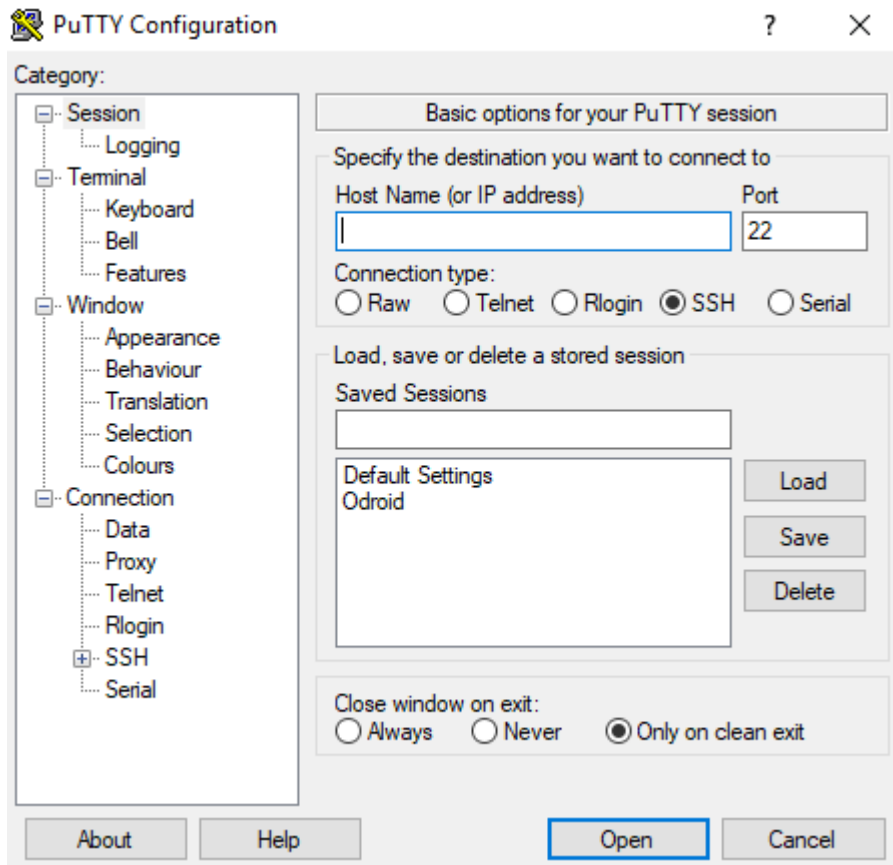 PuTTY Configuration
?
Category:
Session
Logging
Terminal
Keyboard
Bell
Features
Window
Appearance
Behaviour
Translation
Selection
Colours
Connection
Data
Proxy
Telnet
Rlogin
SSH
Serial
Basic options for your PuTTY session
Specify the destination you want to connect to
Host Name (or IP address) Port
22
Connection type:
Raw Telnet Rlogin SSH Serial
Load, save or delete a stored session
Saved Sessions
Default Settings
Odroid
Load
Save
Delete
Close window on exit:
Always Never Only on clean exit
About Help Open Cancel